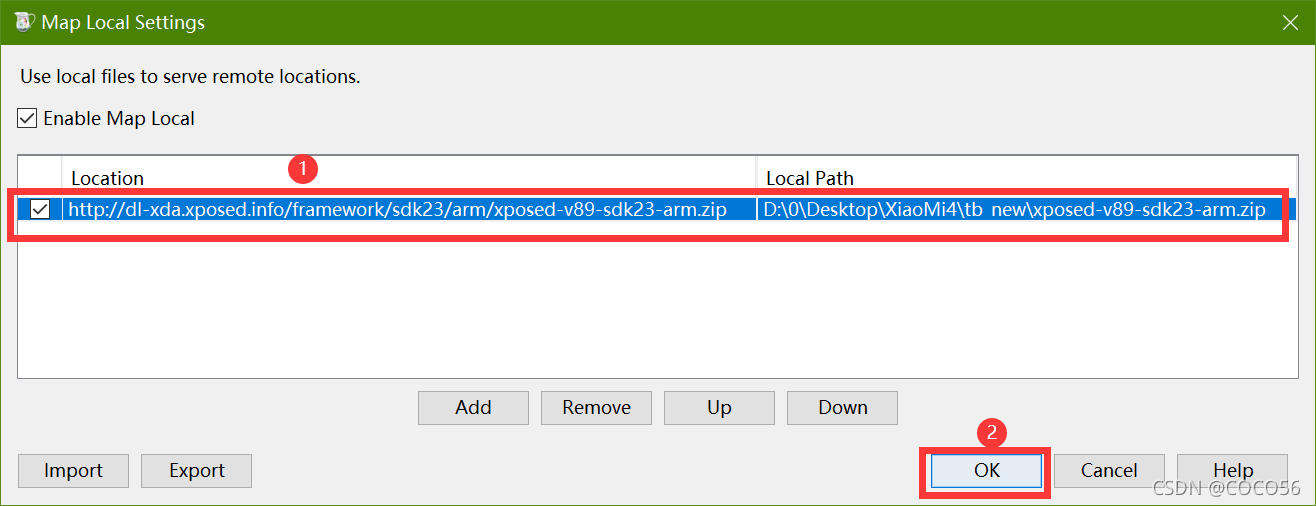 Map Local Settings
Use local files to serve remote locations.
Enable Map Local
1
Location Local Path
http://dl-xda.xposed.info/framework/sdk23/arm/xposed-v89-sdk23-arm.zip D:\0\Desktop\XiaoMi4\tb new\xposed-v89-sdk23-arm.zip
Add Remove Up Down
2
Import Export OK Cancel Help
CSDN @COCO56